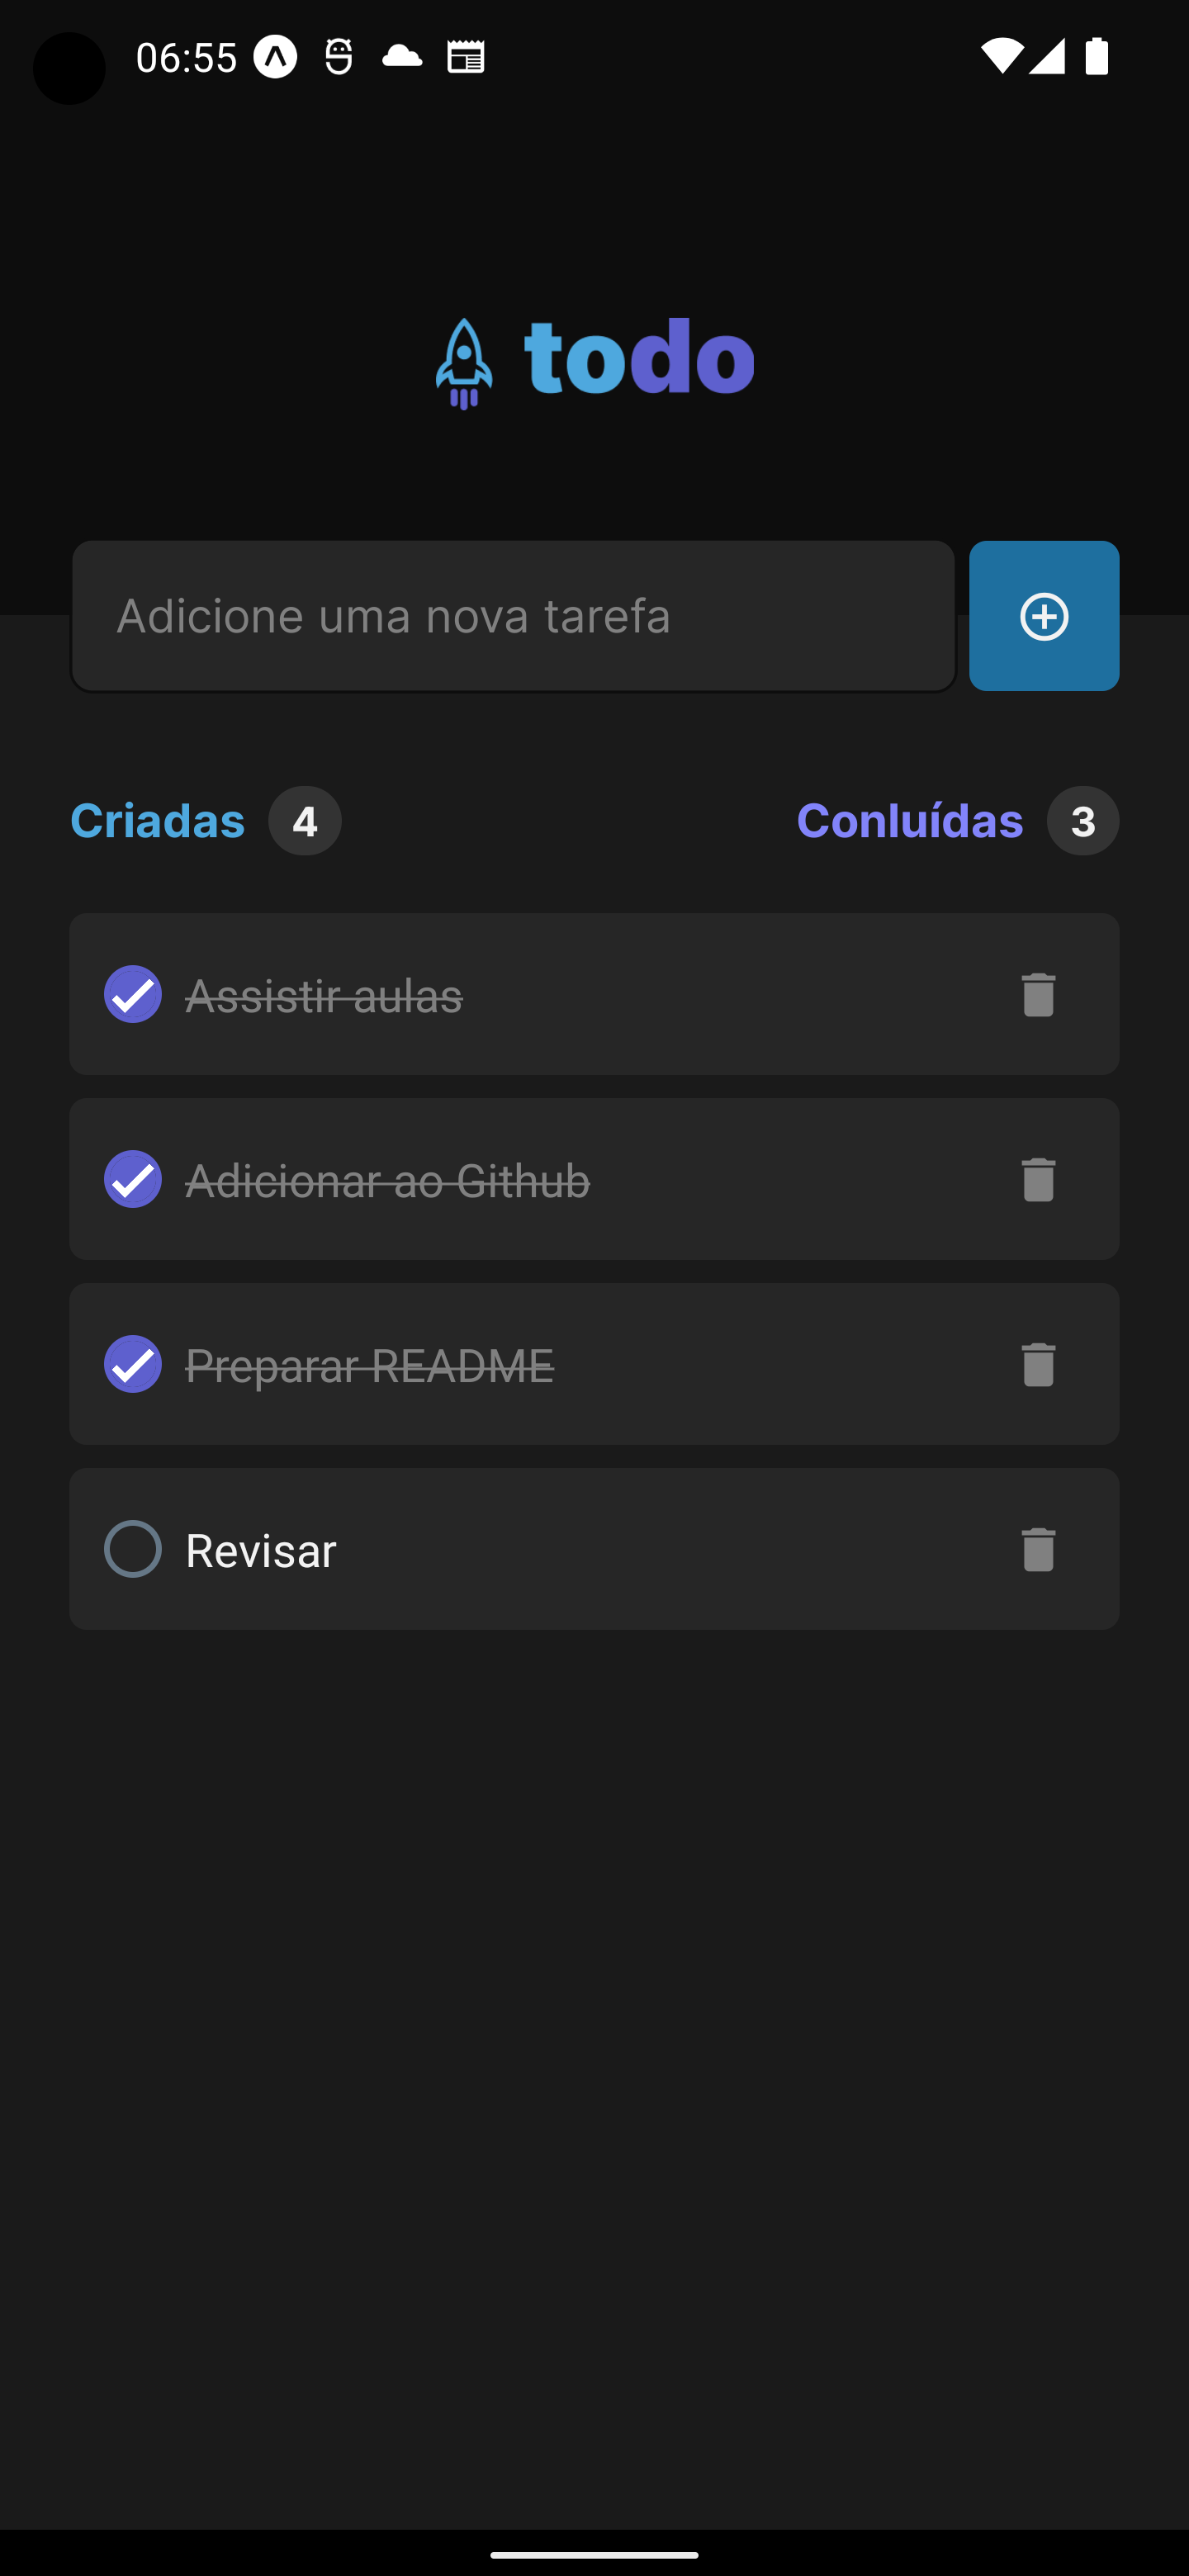 06:55
todo
Adicione uma nova tarefa
Criadas 4 Conluídas 3
Assistir aulas
Adicionar ao Github
Preparar README
Revisar